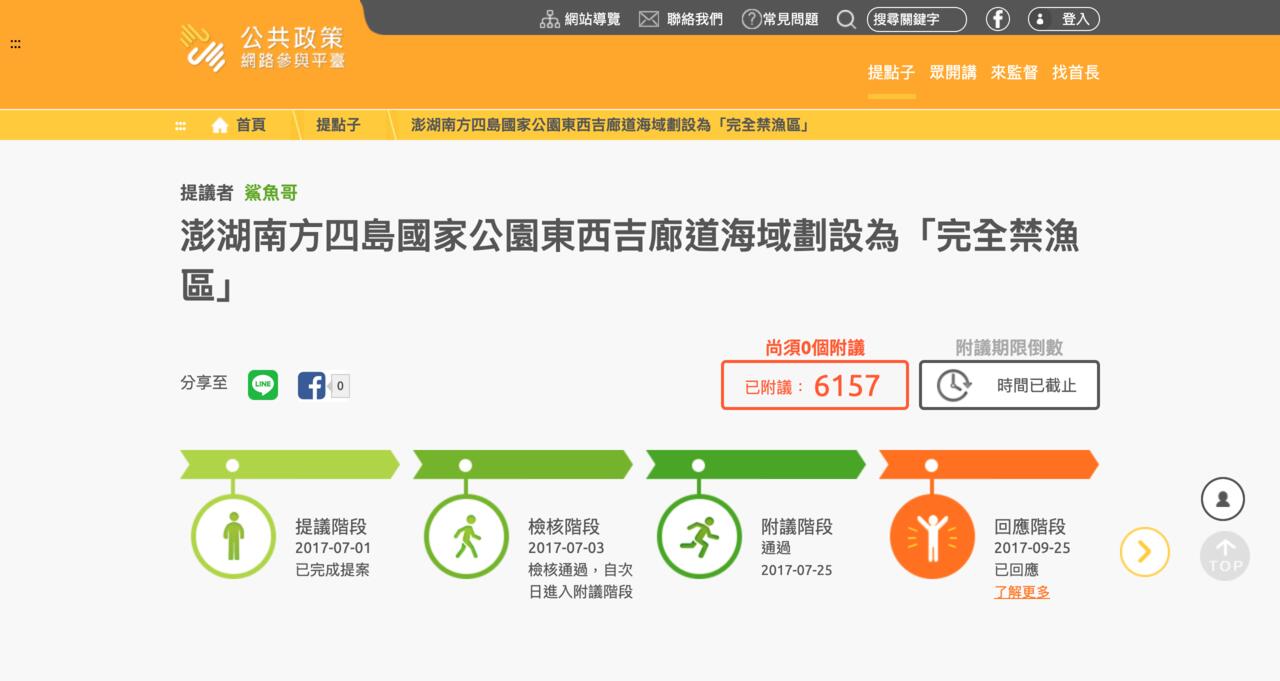 網站導覽
聯絡我們
常見問題
搜尋關鍵字
登入
:::
公共政策
網路參與平臺
提點子
眾開講
來監督
找首長
:::
首頁
提點子
澎湖南方四島國家公園東西吉廊道海域劃設為「完全禁漁區」
提議者 鯊魚哥
澎湖南方四島國家公園東西吉廊道海域劃設為「完全禁漁
區」
分享至
LINE
0
尚須0個附議
已附議： 6157
附議期限倒數
時間已截止
提議階段
2017-07-01
已完成提案
檢核階段
2017-07-03
檢核通過，自次
日進入附議階段
附議階段
通過
2017-07-25
回應階段
2017-09-25
已回應
了解更多
TOP